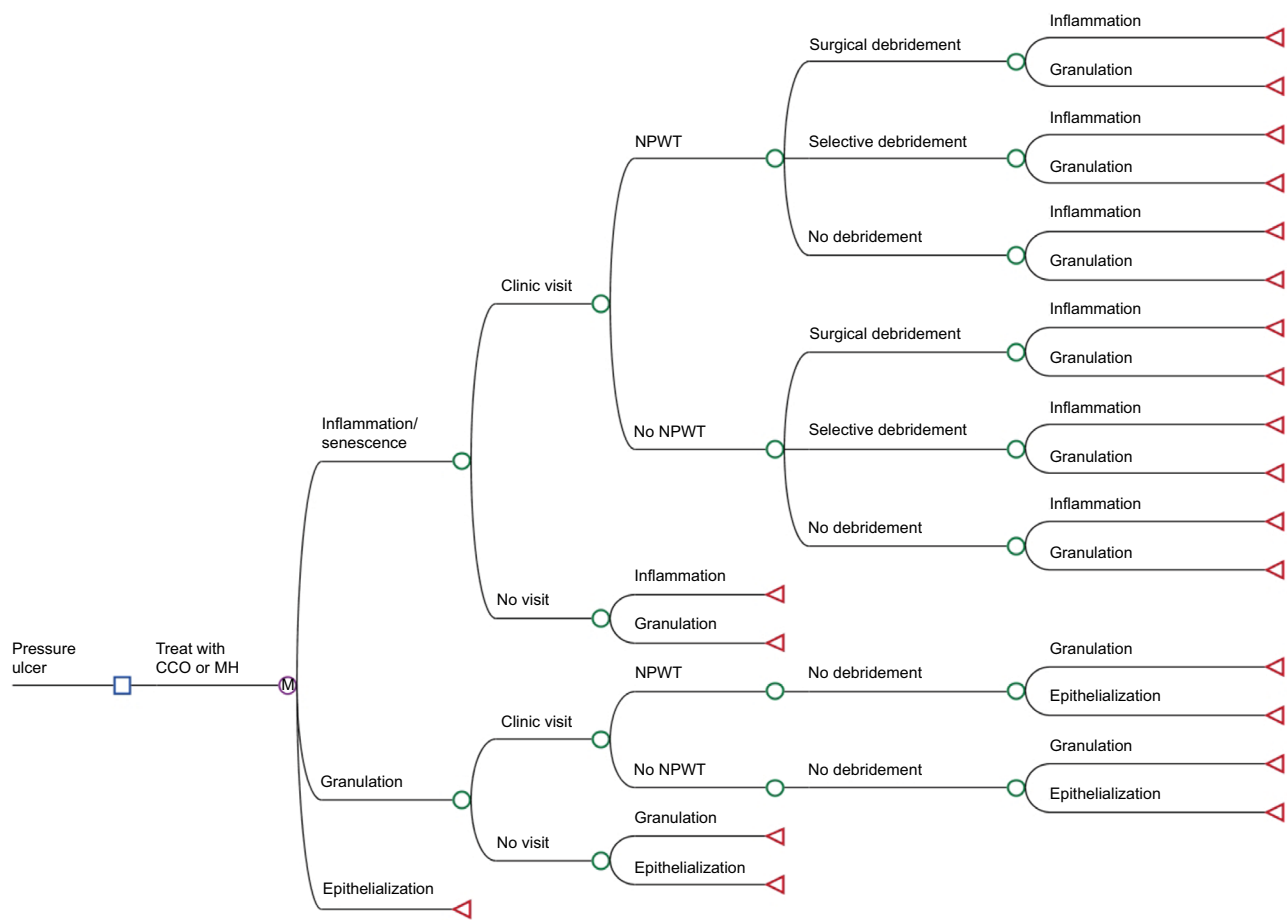 Inflammation
Surgical debridement
Granulation
Inflammation
NPWT
Selective debridement
Granulation
Inflammation
No debridement
Granulation
Clinic visit
Inflammation
Surgical debridement
Granulation
Inflammation/
senescence
Inflammation
No NPWT
Selective debridement
Granulation
Inflammation
No debridement
Granulation
Inflammation
No visit
Granulation
Pressure
ulcer
Treat with
CCO or MH
M
Granulation
NPWT
No debridement
Epithelialization
Clinic visit
Granulation
No NPWT
No debridement
Epithelialization
Granulation
Granulation
No visit
Epithelialization
Epithelialization